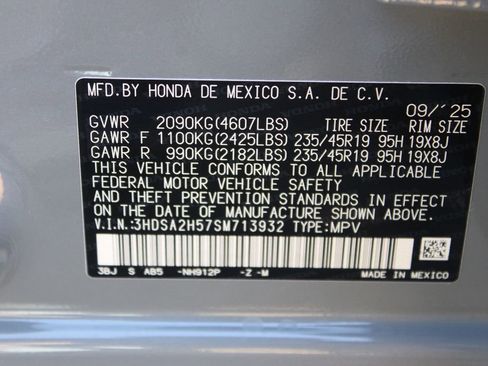 MFD.BY HONDA DE MEXICO S.A. DE C.V.
09/'25
GVWR 2090KG(4607LBS) TIRE SIZE RIM SIZE
GAWR F 1100KG(2425LBS) 235/45R19 95H 19X8J
GAWR R 990KG(2182LBS) 235/45R19 95H 19X8J
THIS VEHICLE CONFORMS TO ALL APPLICABLE
FEDERAL MOTOR VEHICLE SAFETY
AND THEFT PREVENTION STANDARDS IN EFFECT
ON THE DATE OF MANUFACTURE SHOWN ABOVE.
V.I.N.:3HDSA2H57SM713932 TYPE:MPV
3BJ S AB5 -NH912P -Z -M MADE IN MEXICO